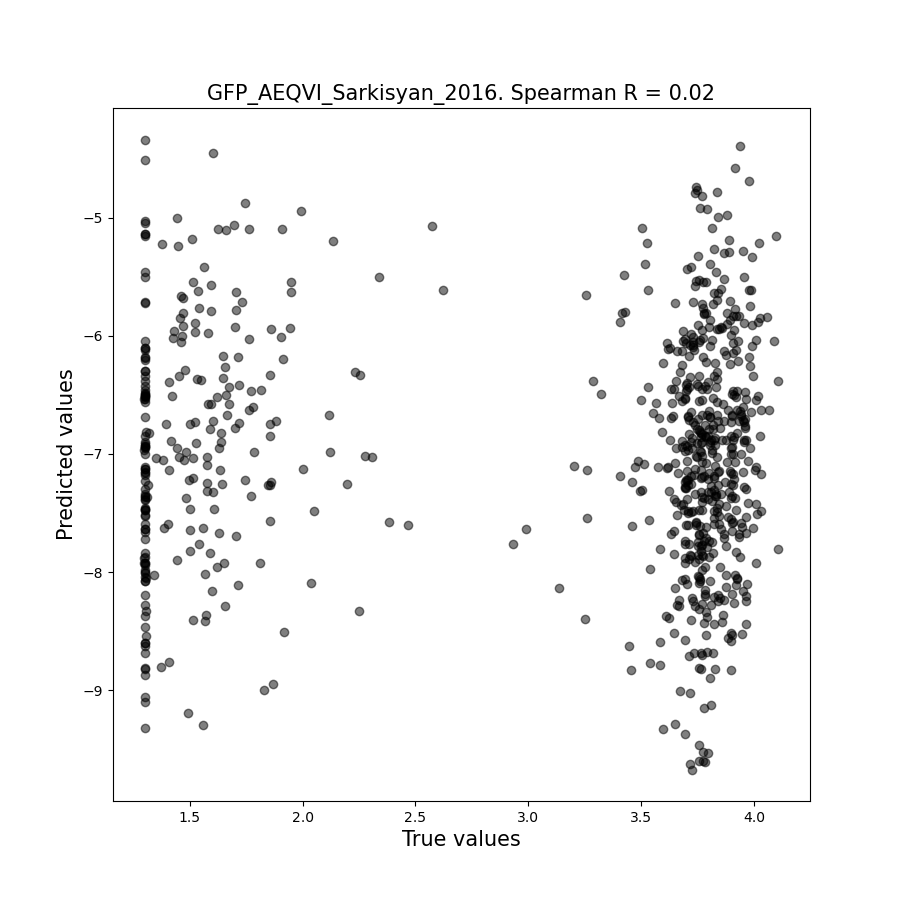 GFP_AEQVI_Sarkisyan_2016. Spearman R = 0.02
Predicted values
−5
−6
−7
−8
−9
1.5 2.0 2.5 3.0 3.5 4.0
True values